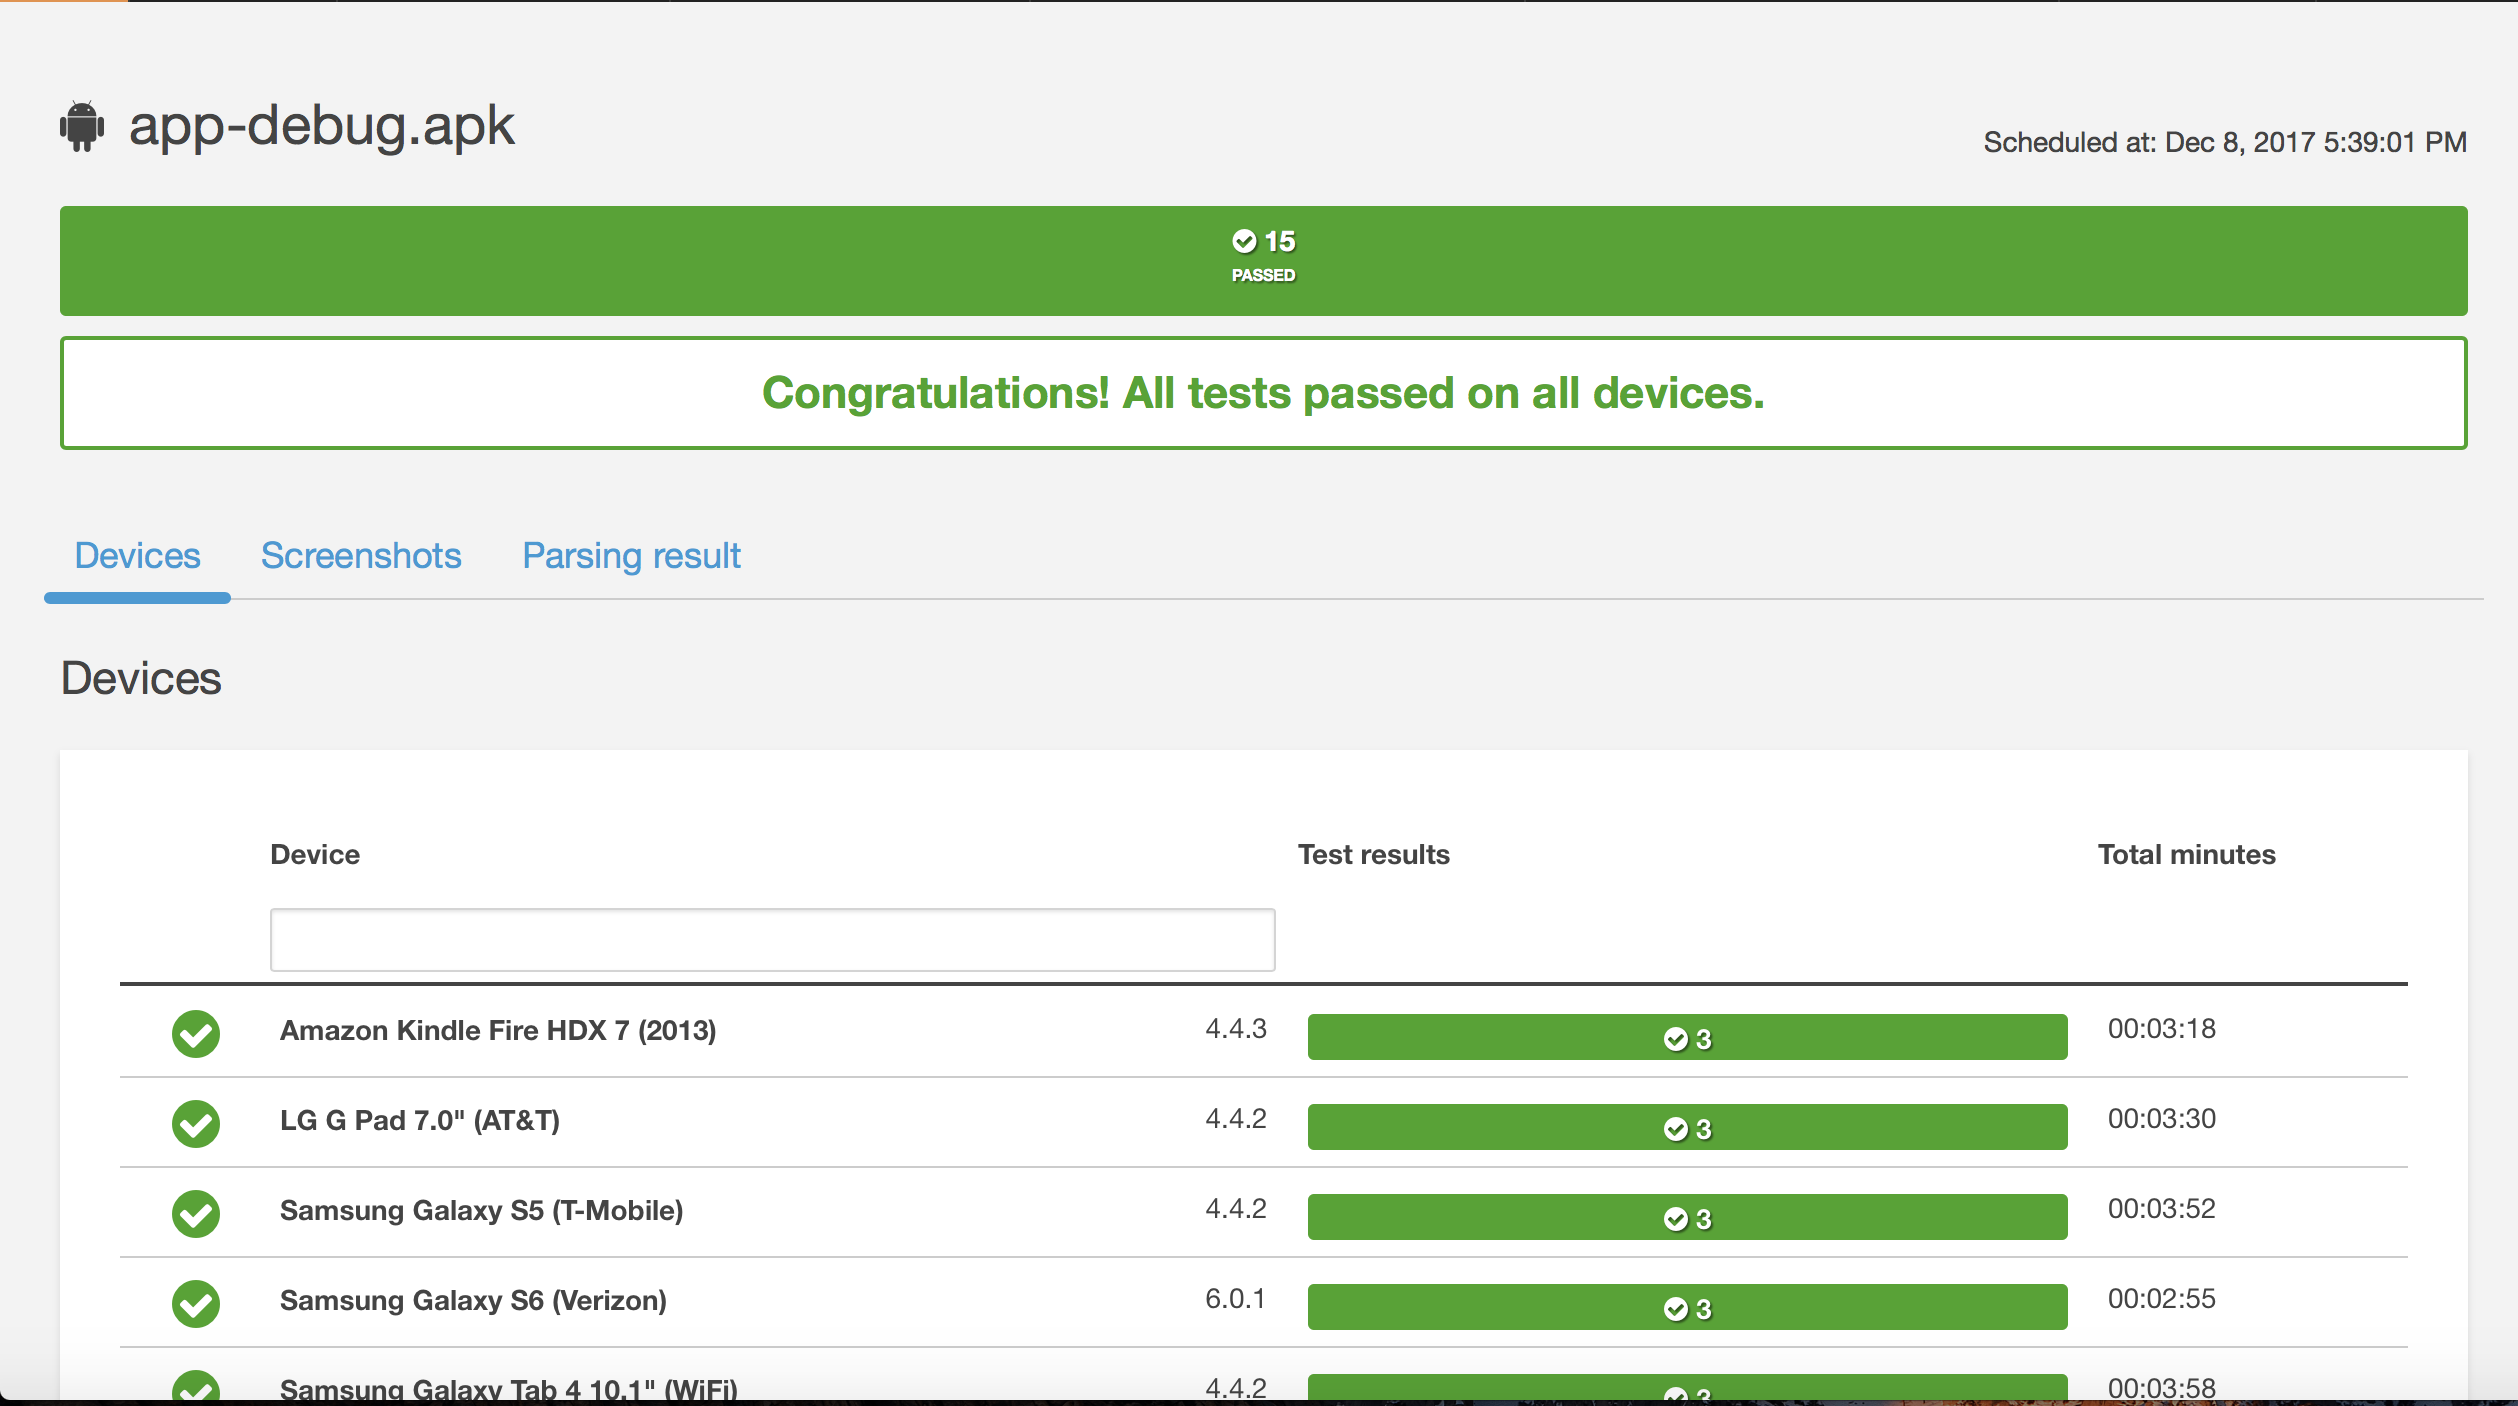 app-debug.apk
Scheduled at: Dec 8, 2017 5:39:01 PM
15
PASSED
Congratulations! All tests passed on all devices.
Devices Screenshots Parsing result
Devices
Device Test results Total minutes
Amazon Kindle Fire HDX 7 (2013) 4.4.3 3 00:03:18
LG G Pad 7.0" (AT&T) 4.4.2 3 00:03:30
Samsung Galaxy S5 (T-Mobile) 4.4.2 3 00:03:52
Samsung Galaxy S6 (Verizon) 6.0.1 3 00:02:55
Samsung Galaxy Tab 4 10.1" (WiFi) 4.4.2 3 00:03:58